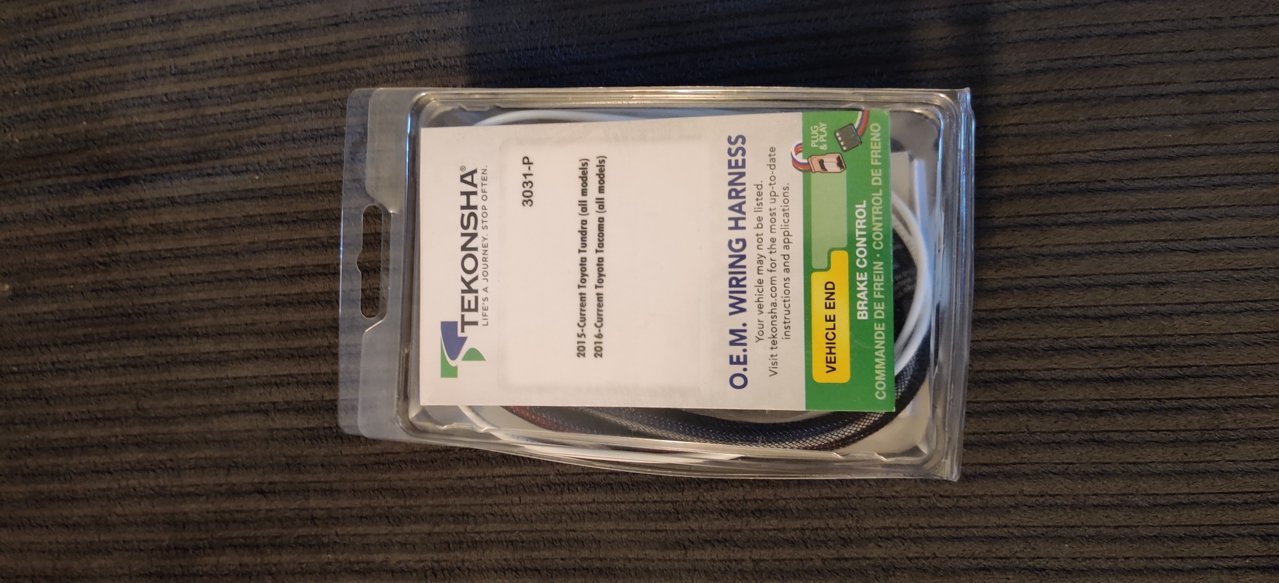 TEKONSHA®
LIFE'S A JOURNEY. STOP OFTEN.
3031-P
2015-Current Toyota Tundra (all models)
2016-Current Toyota Tacoma (all models)
O.E.M. WIRING HARNESS
Your vehicle may not be listed.
Visit tekonsha.com for the most up-to-date
instructions and applications.
PLUG
& PLAY
VEHICLE END
BRAKE CONTROL
COMMANDE DE FREIN • CONTROL DE FRENO